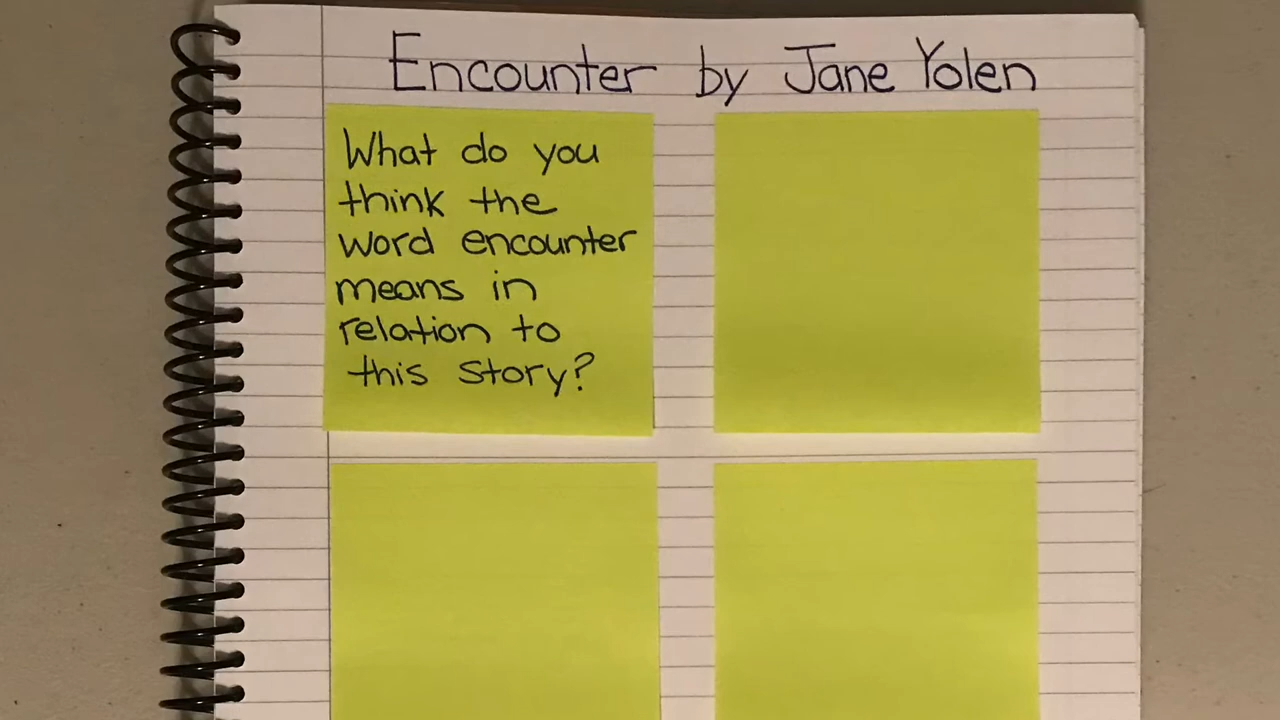 Encounter by Jane Yolen
What do you
think the
word encounter
means in
relation to
this story?